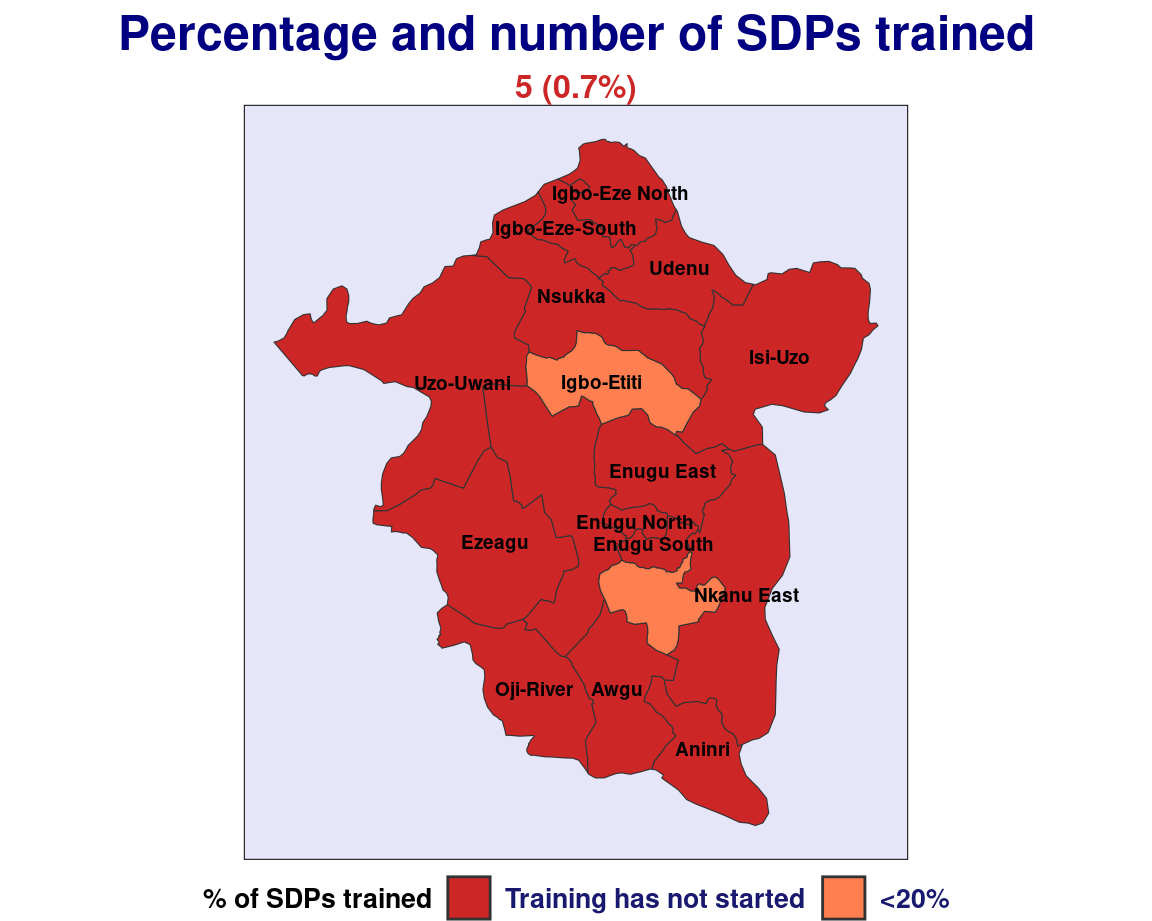 Percentage and number of SDPs trained
5 (0.7%)
Igbo-Eze North
Igbo-Eze-South
Udenu
Nsukka
Isi-Uzo
Uzo-Uwani
Igbo-Etiti
Enugu East
Enugu North
Ezeagu
Enugu South
Nkanu East
Oji-River
Awgu
Aninri
% of SDPs trained
Training has not started
<20%